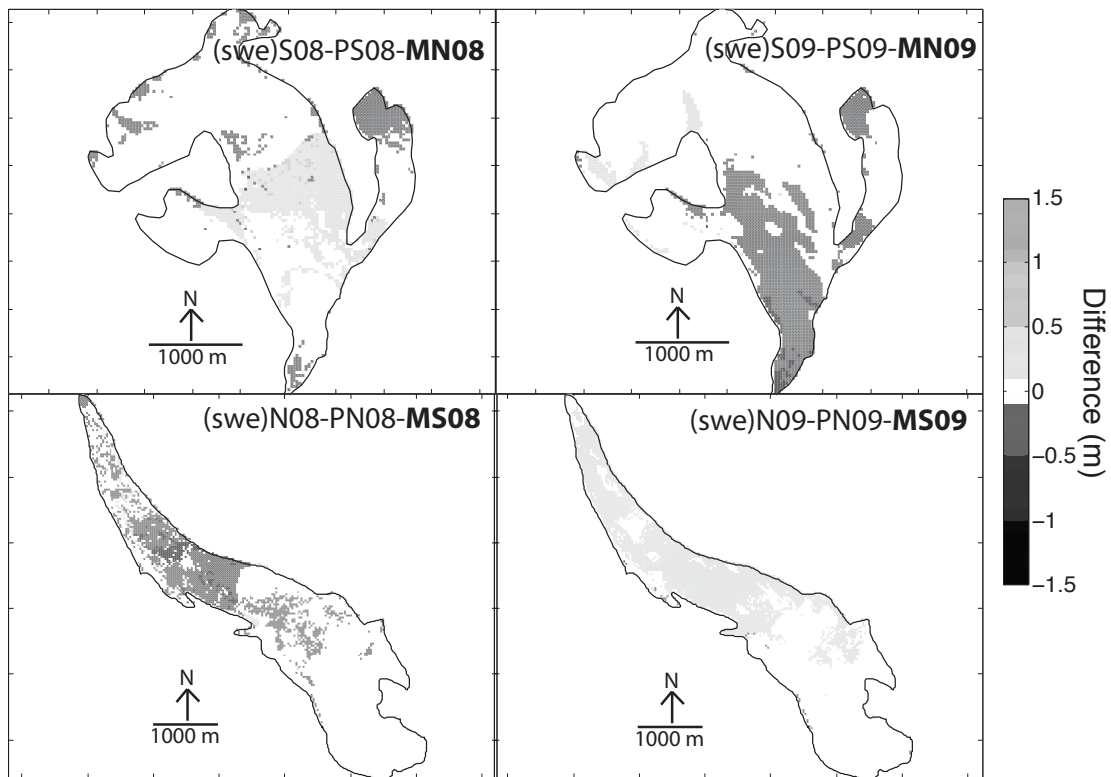 (swe)S08-PS08-MN08
N
1000 m
(swe)S09-PS09-MN09
N
1000 m
(swe)N08-PN08-MS08
N
1000 m
(swe)N09-PN09-MS09
N
1000 m
1.5
1
0.5
0
−0.5
−1
−1.5
Difference (m)